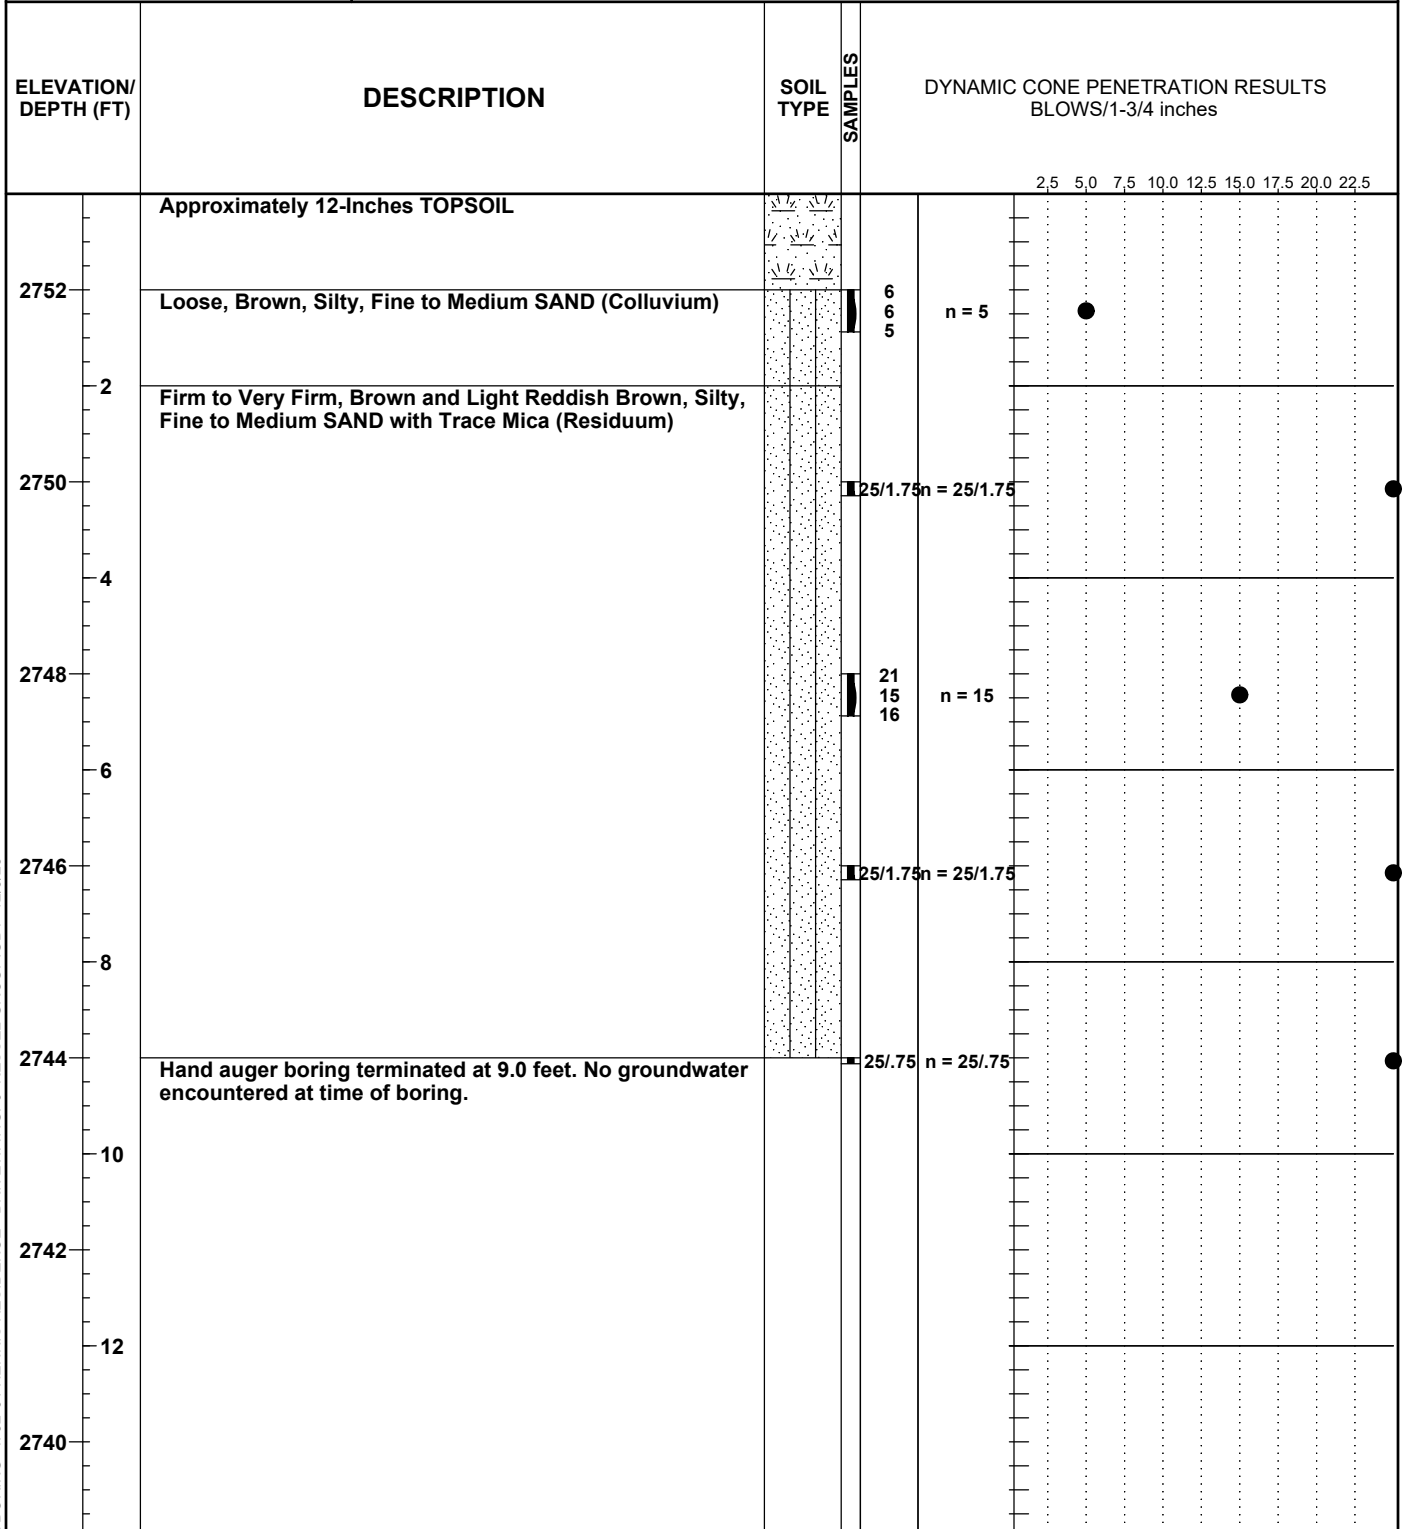 ELEVATION/
DEPTH (FT)
DESCRIPTION
SOIL
TYPE
SAMPLES
DYNAMIC CONE PENETRATION RESULTS
BLOWS/1-3/4 inches
2.5 5.0 7.5 10.0 12.5 15.0 17.5 20.0 22.5
Approximately 12-Inches TOPSOIL
2752
Loose, Brown, Silty, Fine to Medium SAND (Colluvium)
6
6
5
n = 5
2
Firm to Very Firm, Brown and Light Reddish Brown, Silty,
Fine to Medium SAND with Trace Mica (Residuum)
2750
25/1.75
n = 25/1.75
4
2748
21
15
16
n = 15
6
2746
25/1.75
n = 25/1.75
8
2744
25/.75
n = 25/.75
Hand auger boring terminated at 9.0 feet. No groundwater
encountered at time of boring.
10
2742
12
2740